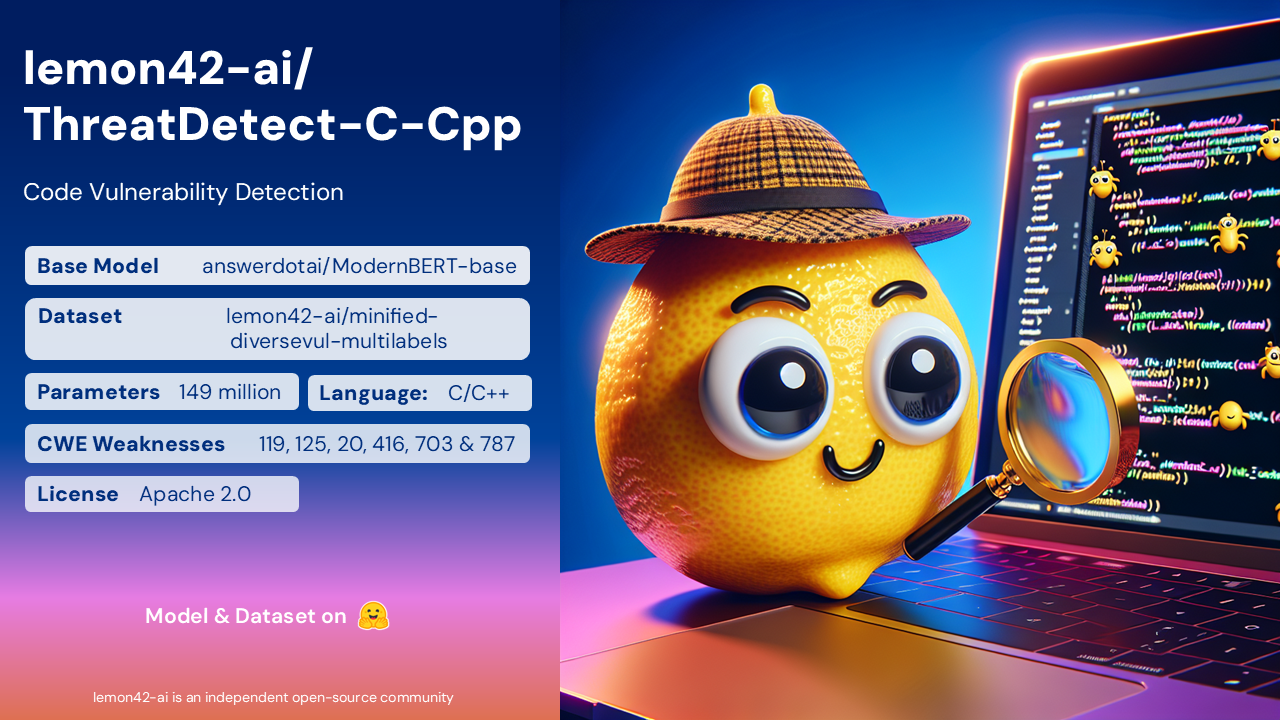 lemon42-ai/
ThreatDetect-C-Cpp
Code Vulnerability Detection
Base Model answerdotai/ModernBERT-base
Dataset lemon42-ai/minified-
diversevul-multilabels
Parameters 149 million Language: C/C++
CWE Weaknesses 119, 125, 20, 416, 703 & 787
License Apache 2.0
Model & Dataset on
lemon42-ai is an independent open-source community